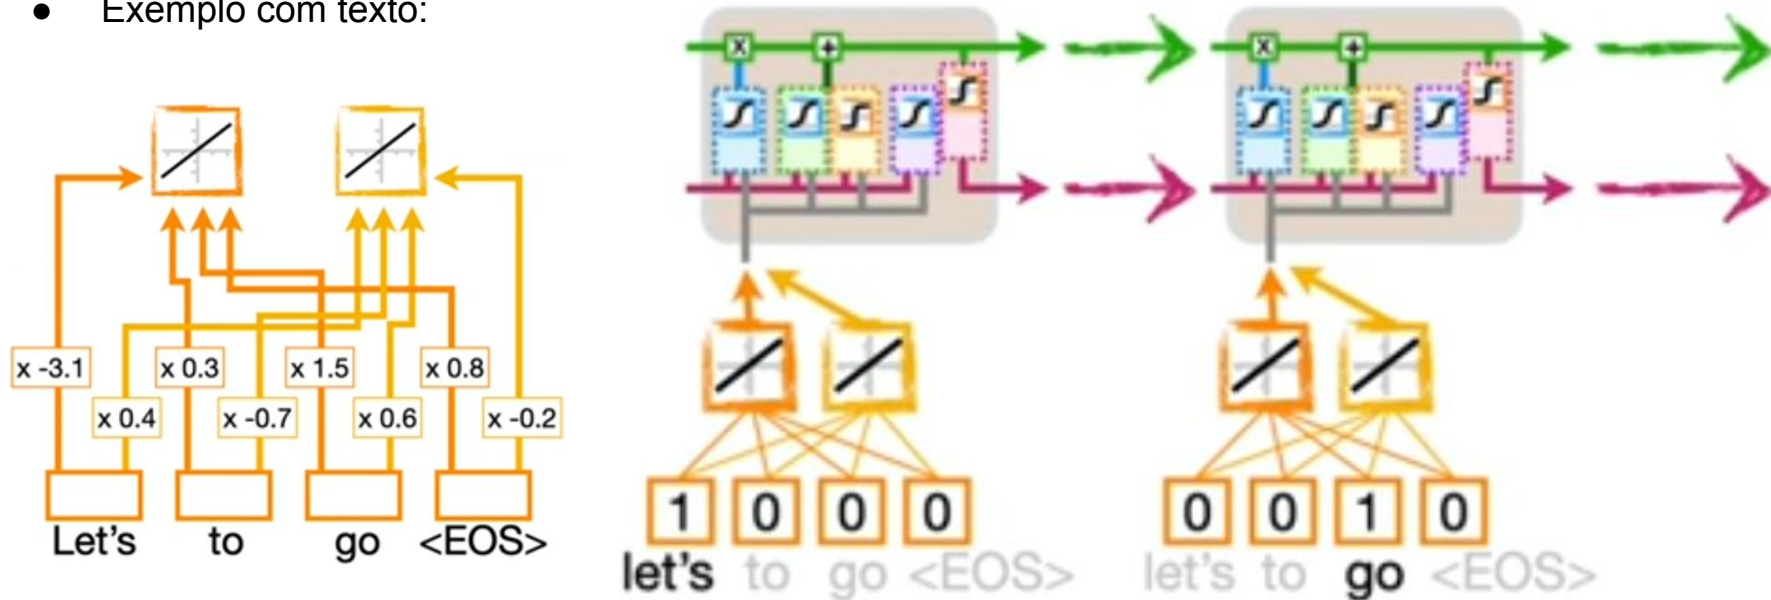 ● Exemplo com texto:
x -3.1 x 0.3 x 1.5 x 0.8
x 0.4 x -0.7 x 0.6 x -0.2
Let's to go <EOS>
x +
1 0 0 0
let's to go <EOS>
x +
0 0 1 0
let's to go <EOS>